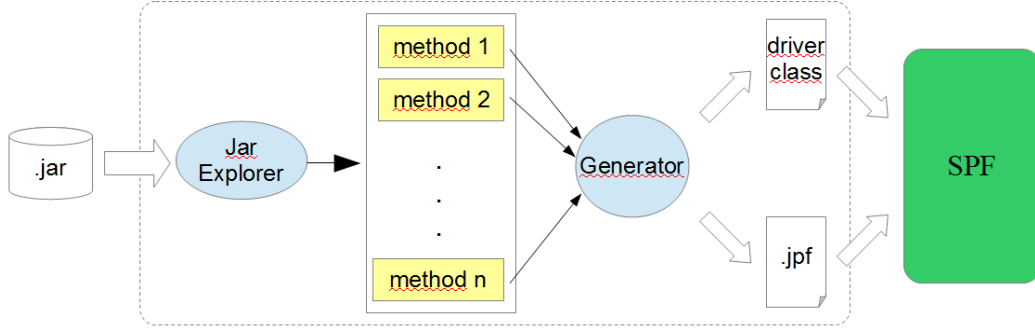 .jar
Jar
Explorer
method 1
method 2
.
.
.
method n
Generator
driver
class
.jpf
SPF